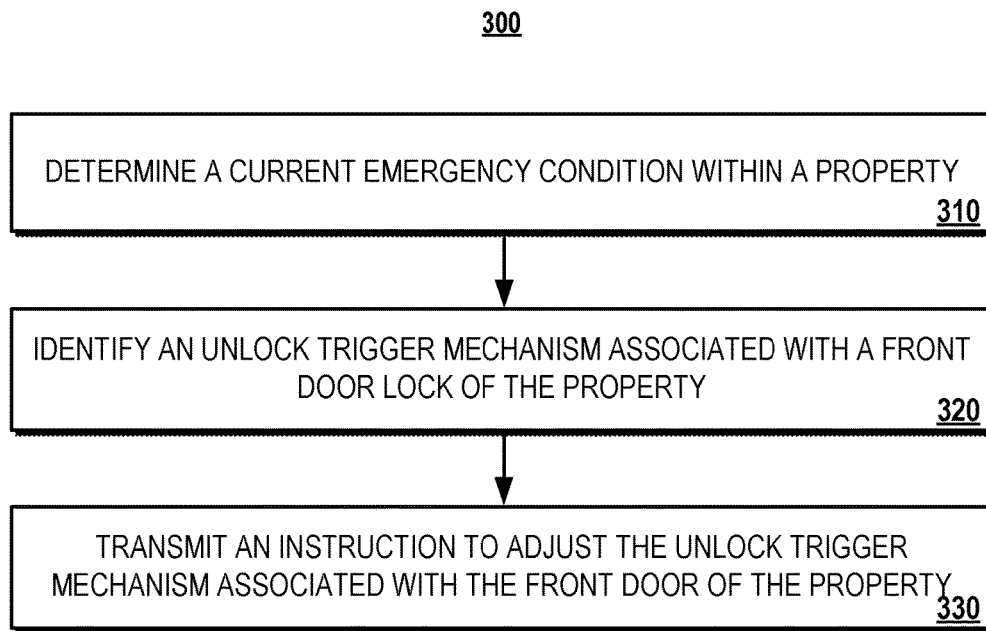 300
DETERMINE A CURRENT EMERGENCY CONDITION WITHIN A PROPERTY
310
IDENTIFY AN UNLOCK TRIGGER MECHANISM ASSOCIATED WITH A FRONT
DOOR LOCK OF THE PROPERTY
320
TRANSMIT AN INSTRUCTION TO ADJUST THE UNLOCK TRIGGER
MECHANISM ASSOCIATED WITH THE FRONT DOOR OF THE PROPERTY
330